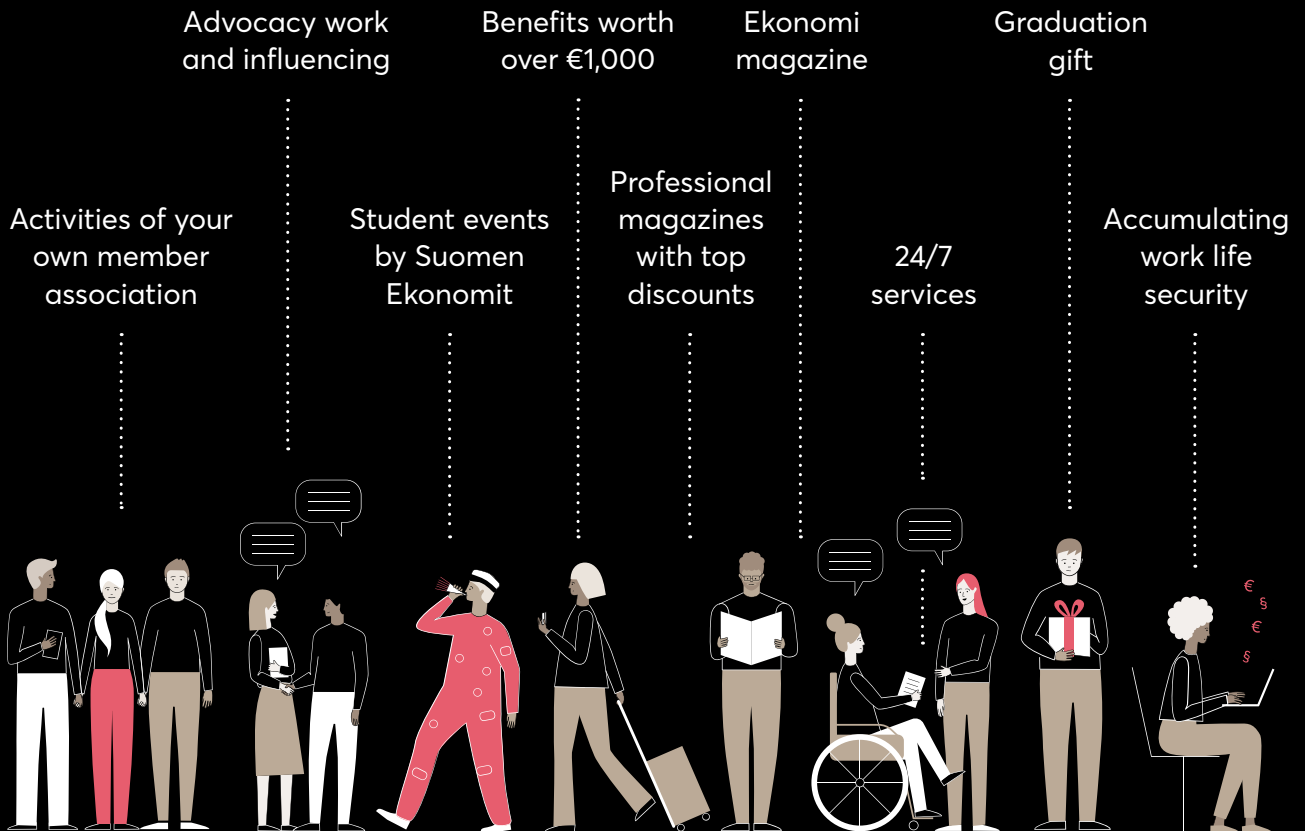 Advocacy work
and influencing
Benefits worth
over €1,000
Ekonomi
magazine
Graduation
gift
Activities of your
own member
association
Student events
by Suomen
Ekonomit
Professional
magazines
with top
discounts
24/7
services
Accumulating
work life
security
€
§
€
§